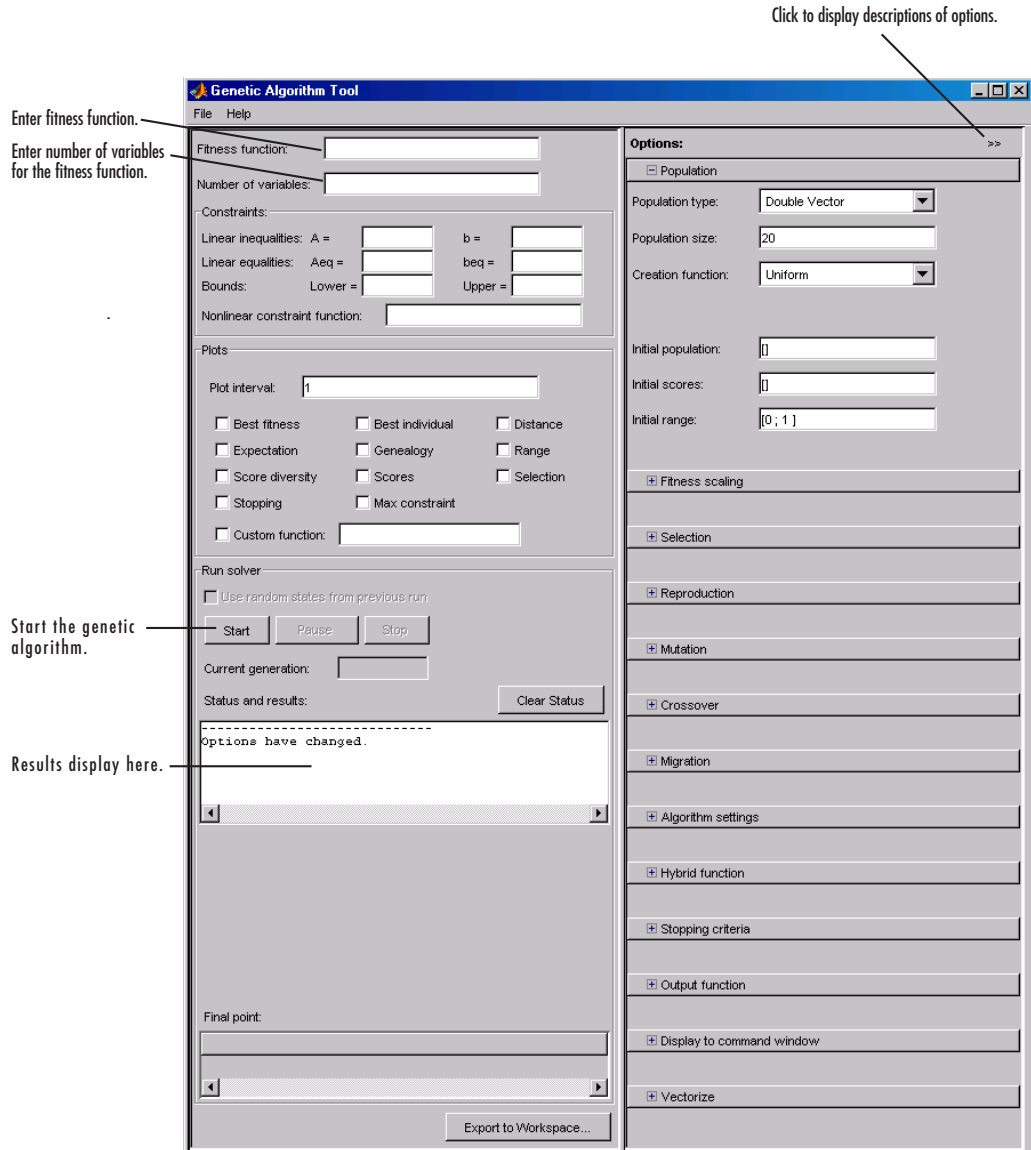 Click to display descriptions of options.
Genetic Algorithm Tool
File Help
Enter fitness function.
Enter number of variables
for the fitness function.
Fitness function:
Number of variables:
Constraints:
Linear inequalities: A = b =
Linear equalities: Aeq = beq =
Bounds: Lower = Upper =
Nonlinear constraint function:
.
Plots
Plot interval: 1
Best fitness Best individual Distance
Expectation Genealogy Range
Score diversity Scores Selection
Stopping Max constraint
Custom function:
Run solver
Use random states from previous run
Start the genetic
algorithm.
Start Pause Stop
Current generation:
Status and results: Clear Status
----------------------------
Options have changed.
Results display here.
Final point:
Export to Workspace...
Options: >>
Population
Population type: Double Vector
Population size: 20
Creation function: Uniform
Initial population: []
Initial scores: []
Initial range: [0 ; 1 ]
Fitness scaling
Selection
Reproduction
Mutation
Crossover
Migration
Algorithm settings
Hybrid function
Stopping criteria
Output function
Display to command window
Vectorize